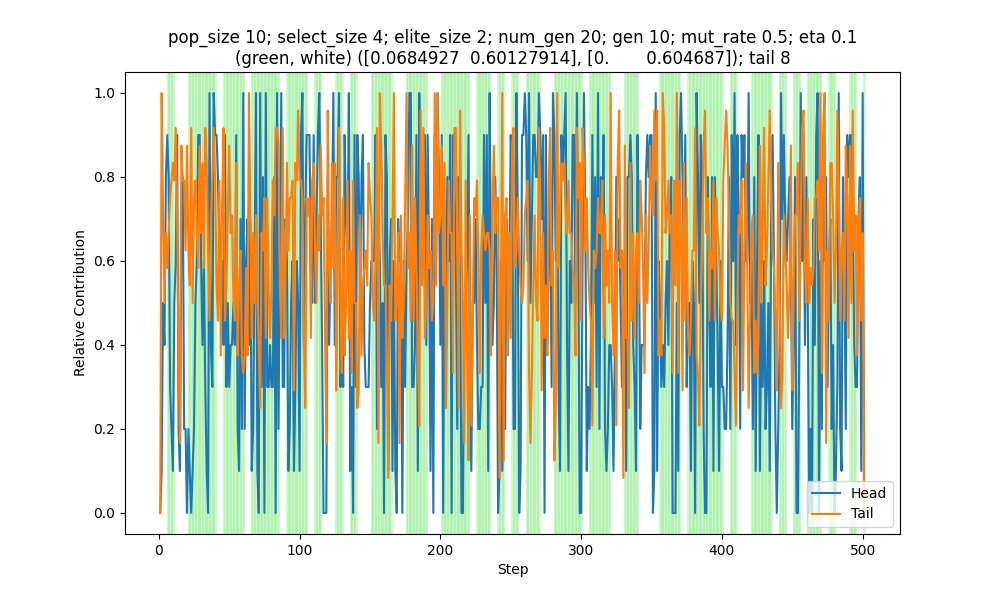 pop_size 10; select_size 4; elite_size 2; num_gen 20; gen 10; mut_rate 0.5; eta 0.1
(green, white) ([0.0684927  0.60127914], [0.       0.604687]); tail 8
1.0
0.8
0.6
0.4
0.2
0.0
Relative Contribution
Head
Tail
0 100 200 300 400 500
Step